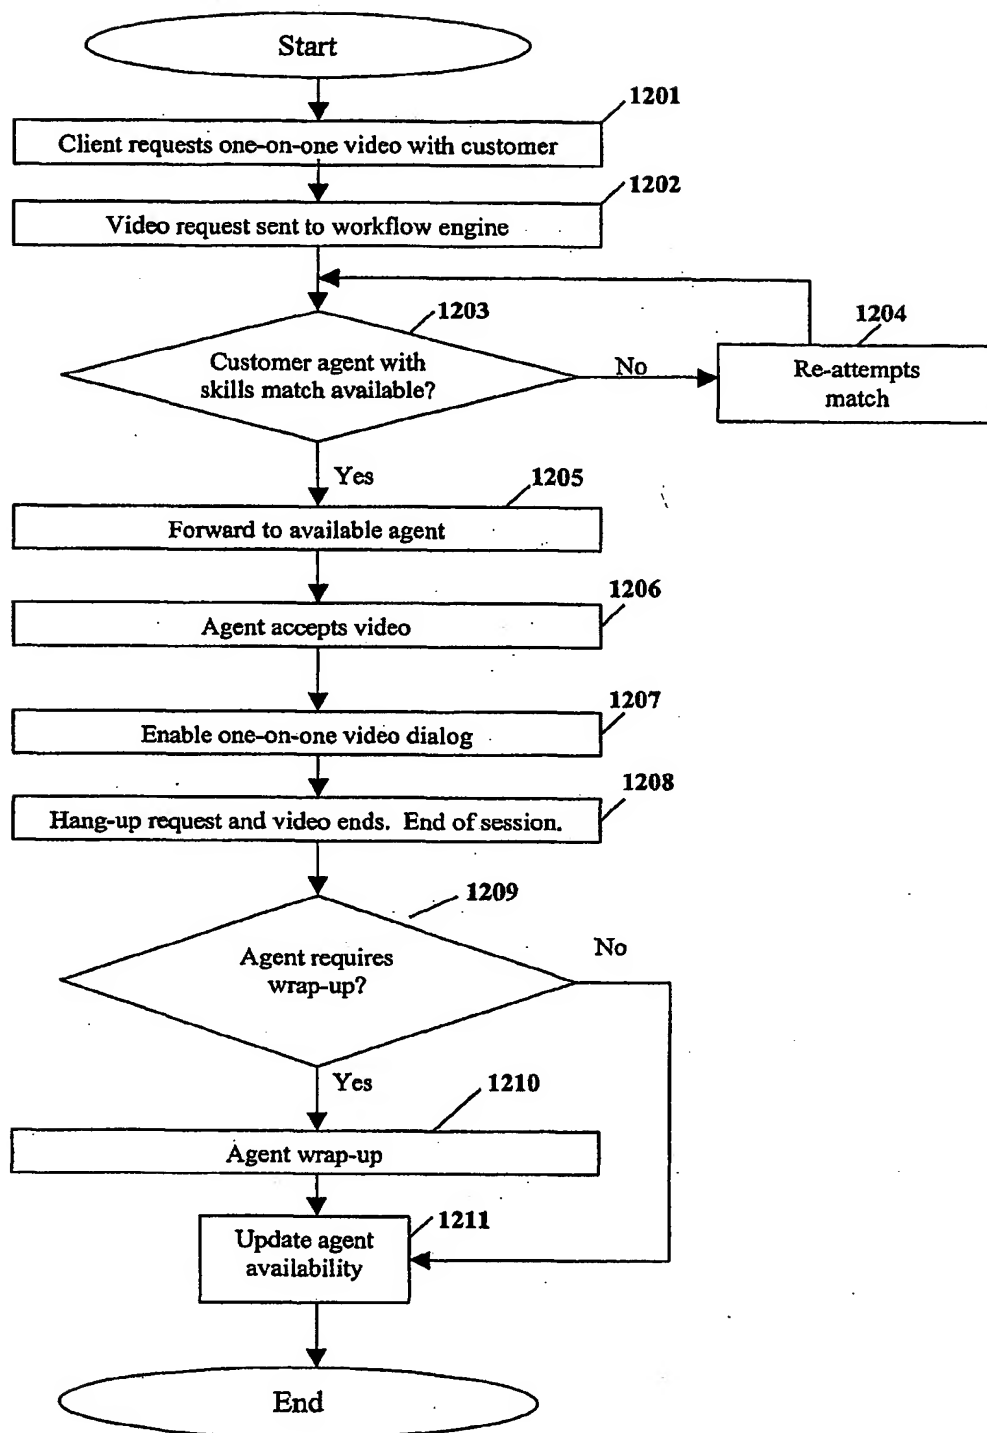 Start
1201
Client requests one-on-one video with customer
1202
Video request sent to workflow engine
1203
Customer agent with
skills match available?
No
1204
Re-attempts
match
Yes
1205
Forward to available agent
1206
Agent accepts video
1207
Enable one-on-one video dialog
1208
Hang-up request and video ends. End of session.
1209
Agent requires
wrap-up?
No
Yes
1210
Agent wrap-up
1211
Update agent
availability
End